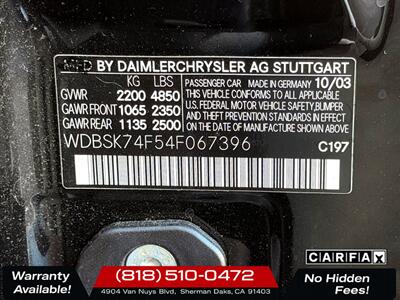 MFD BY DAIMLERCHRYSLER AG STUTTGART
KG LBS
PASSENGER CAR MADE IN GERMANY 10/03
GVWR 2200 4850
THIS VEHICLE CONFORMS TO ALL APPLICABLE
GAWR FRONT 1065 2350
U.S. FEDERAL MOTOR VEHICLE SAFETY, BUMPER
AND THEFT PREVENTION STANDARDS IN EFFECT
GAWR REAR 1135 2500
ON THE DATE OF MANUFACTURE SHOWN ABOVE.
WDBSK74F54F067396
C197
Warranty Available!
(818) 510-0472
4904 Van Nuys Blvd, Sherman Oaks, CA 91403
CARFAX
No Hidden Fees!